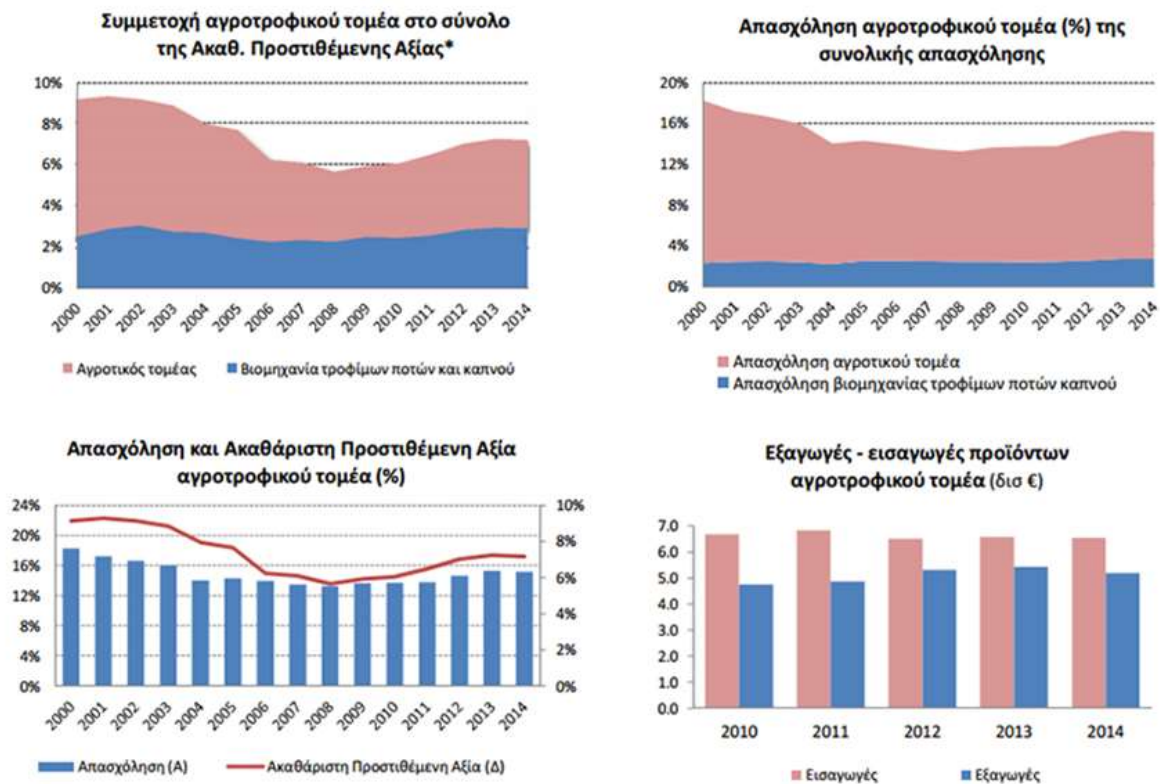 Συμμετοχή αγροτροφικού τομέα στο σύνολο
της Ακαθ. Προστιθέμενης Αξίας*
10%
8%
6%
4%
2%
0%
2000 2001 2002 2003 2004 2005 2006 2007 2008 2009 2010 2011 2012 2013 2014
Αγροτικός τομέας Βιομηχανία τροφίμων ποτών και καπνού
Απασχόληση αγροτροφικού τομέα (%) της
συνολικής απασχόλησης
20%
16%
12%
8%
4%
0%
2000 2001 2002 2003 2004 2005 2006 2007 2008 2009 2010 2011 2012 2013 2014
Απασχόληση αγροτικού τομέα
Απασχόληση βιομηχανίας τροφίμων ποτών καπνού
Απασχόληση και Ακαθάριστη Προστιθέμενη Αξία
αγροτροφικού τομέα (%)
24% 10%
20% 8%
16% 6%
12%
8% 4%
4% 2%
0% 0%
2000 2001 2002 2003 2004 2005 2006 2007 2008 2009 2010 2011 2012 2013 2014
Απασχόληση (Α) Ακαθάριστη Προστιθέμενη Αξία (Δ)
Εξαγωγές - εισαγωγές προϊόντων
αγροτροφικού τομέα (δισ €)
7.0
6.0
5.0
4.0
3.0
2.0
1.0
0.0
2010 2011 2012 2013 2014
Εισαγωγές Εξαγωγές